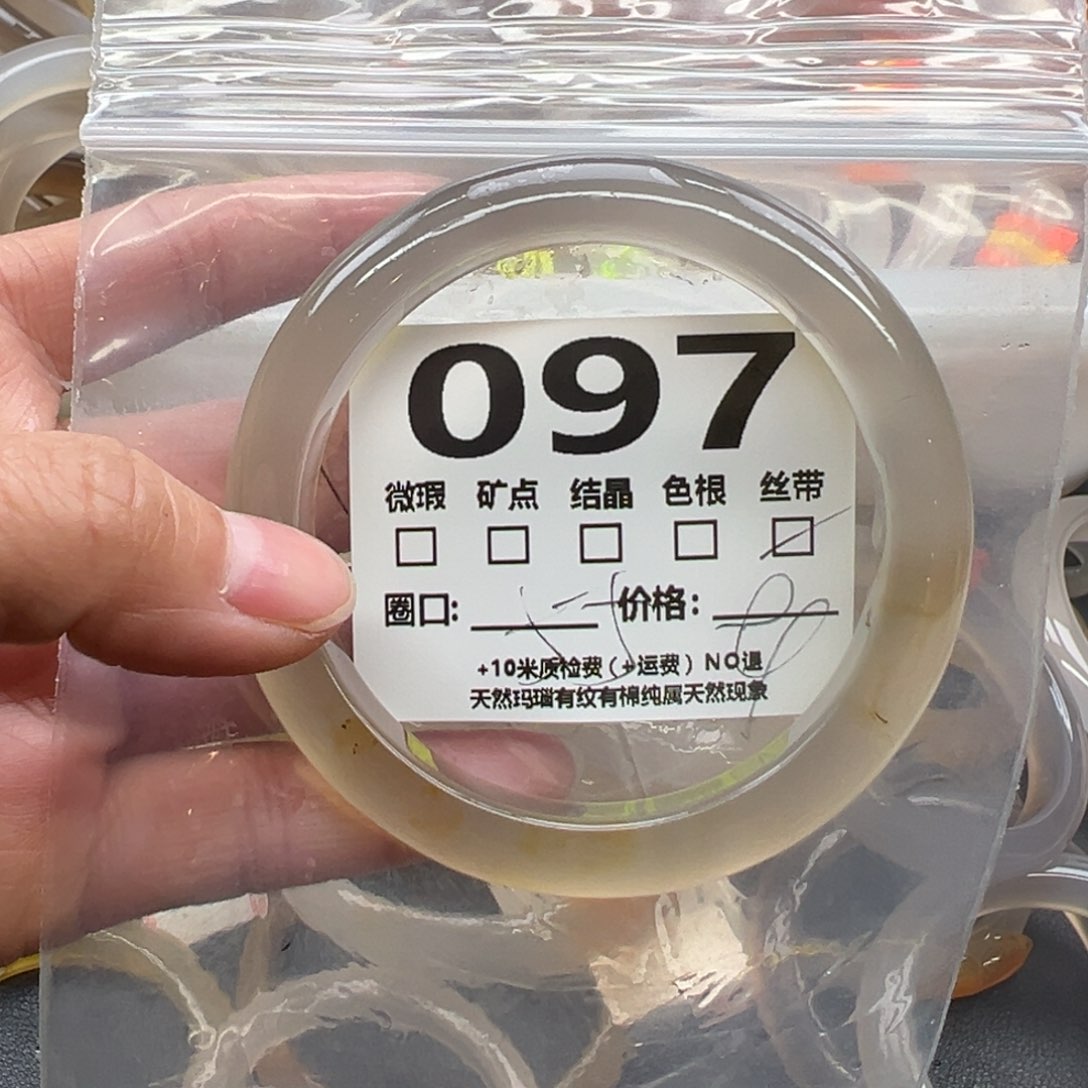 097
微瑕 矿点 结晶 色根 丝带
圈口: 价格:
+10米质检费(+运费) NO退
天然玛瑙有纹有棉纯属天然现象